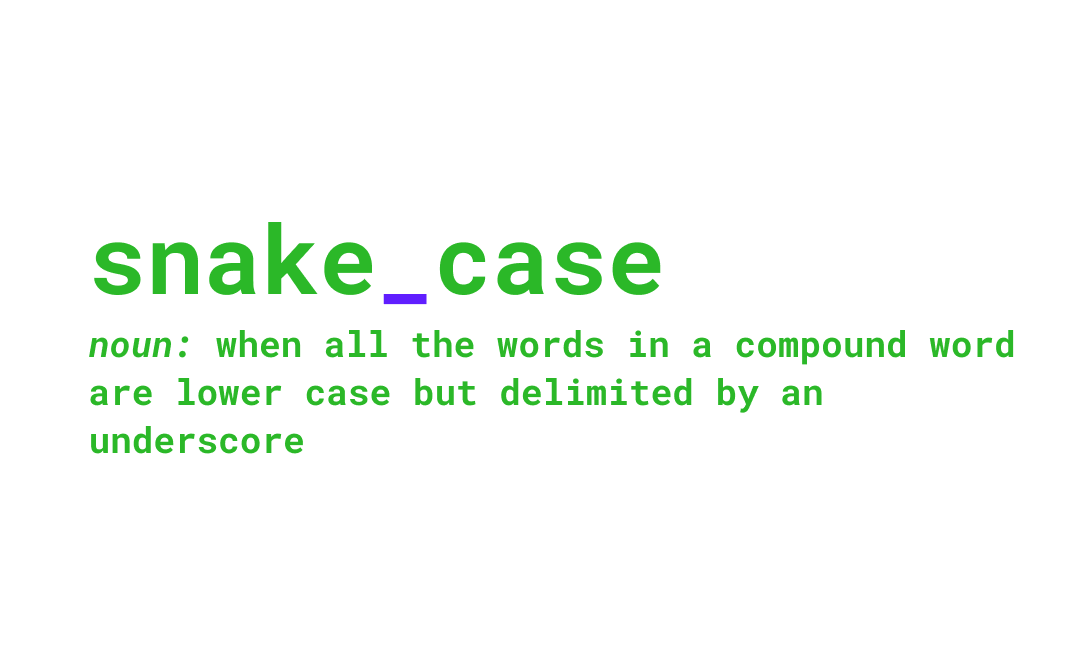 snake_case
noun: when all the words in a compound word
are lower case but delimited by an
underscore